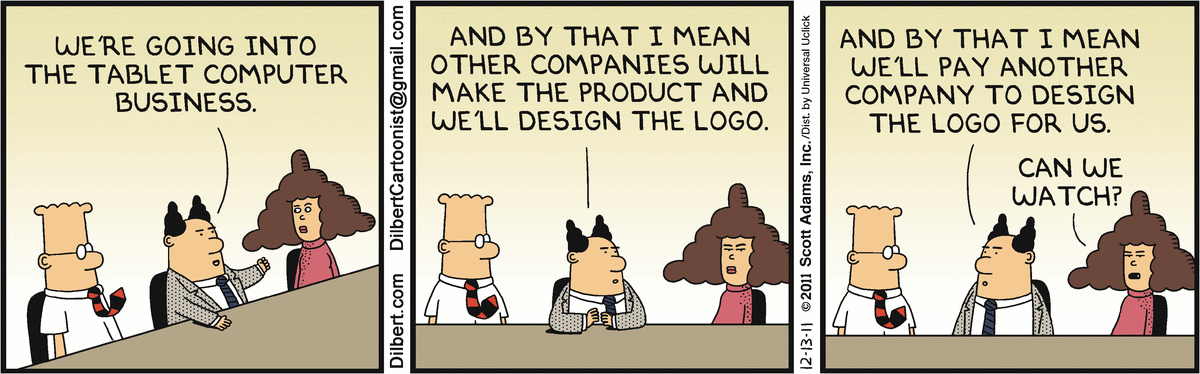 WE'RE GOING INTO
THE TABLET COMPUTER
BUSINESS.
Dilbert.com DilbertCartoonist@gmail.com
AND BY THAT I MEAN
OTHER COMPANIES WILL
MAKE THE PRODUCT AND
WE'LL DESIGN THE LOGO.
12-13-11 ©2011 Scott Adams, Inc./Dist. by Universal Uclick
AND BY THAT I MEAN
WE'LL PAY ANOTHER
COMPANY TO DESIGN
THE LOGO FOR US.
CAN WE
WATCH?